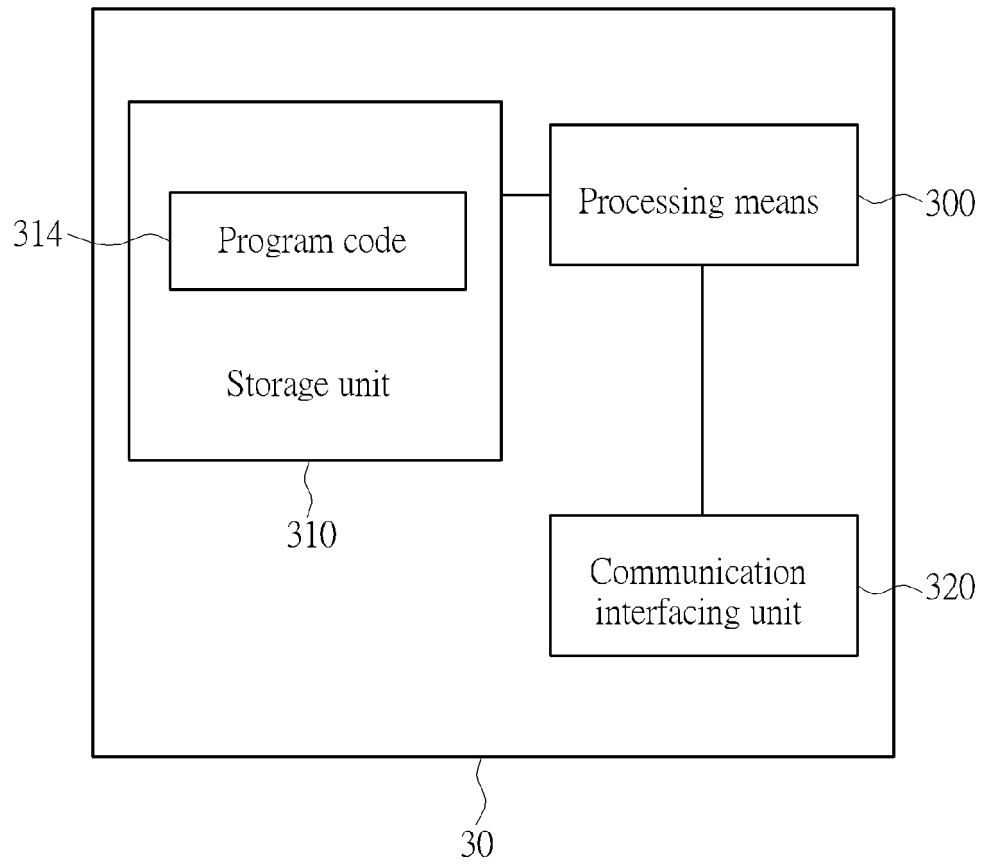 Processing means
300
314
Program code
Storage unit
310
Communication
interfacing unit
320
30